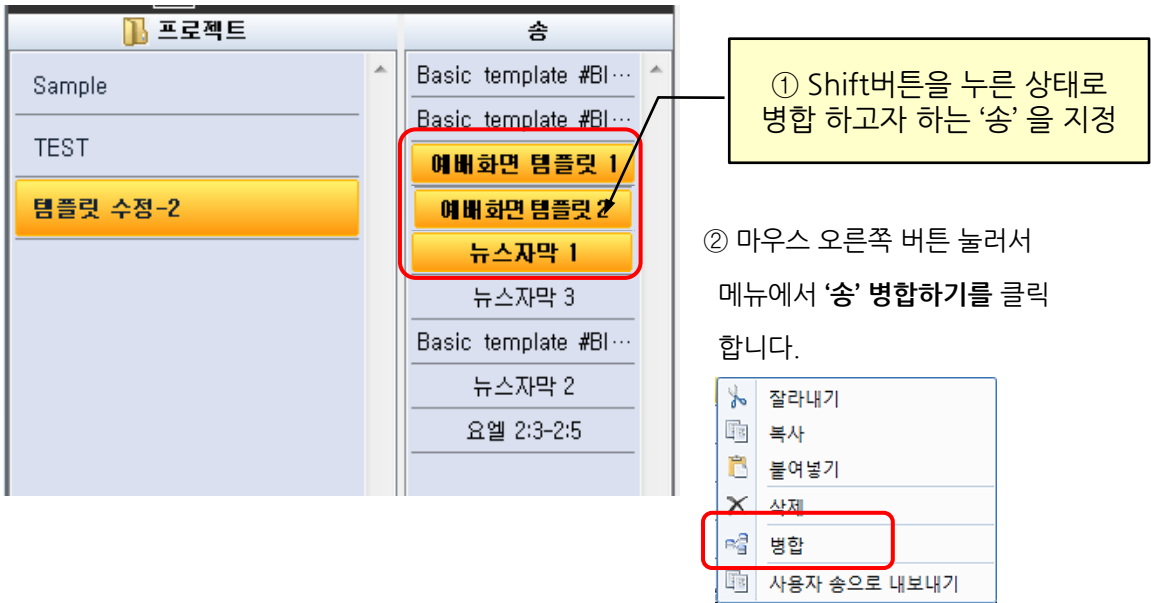 프로젝트
Sample
TEST
템플릿 수정-2
송
Basic template #Bl…
Basic template #Bl…
예배화면 템플릿 1
예배화면 템플릿 2
뉴스자막 1
뉴스자막 3
Basic template #Bl…
뉴스자막 2
요엘 2:3-2:5
① Shift버튼을 누른 상태로
병합 하고자 하는 ‘송’ 을 지정
② 마우스 오른쪽 버튼 눌러서
메뉴에서 ‘송’ 병합하기를 클릭
합니다.
잘라내기
복사
붙여넣기
삭제
병합
사용자 송으로 내보내기